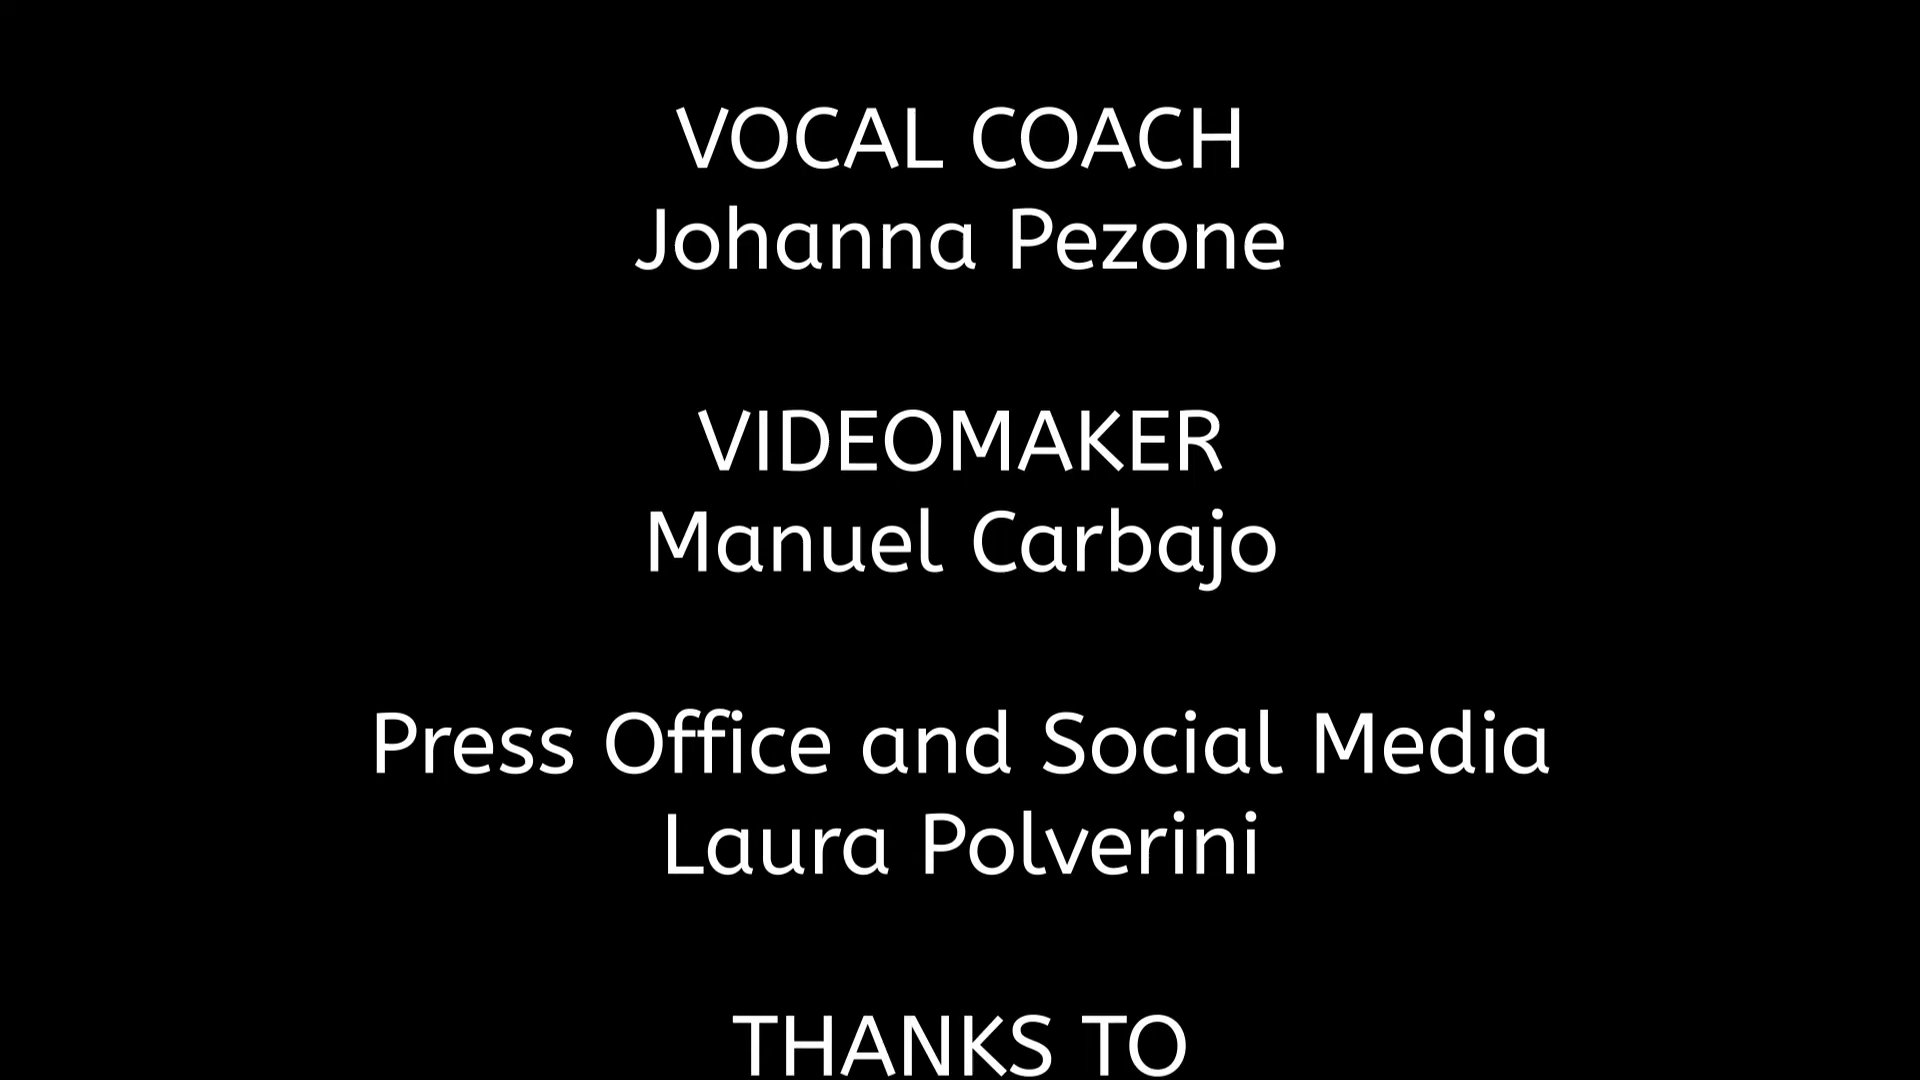 VOCAL COACH
Johanna Pezone
VIDEOMAKER
Manuel Carbajo
Press Office and Social Media
Laura Polverini
THANKS TO